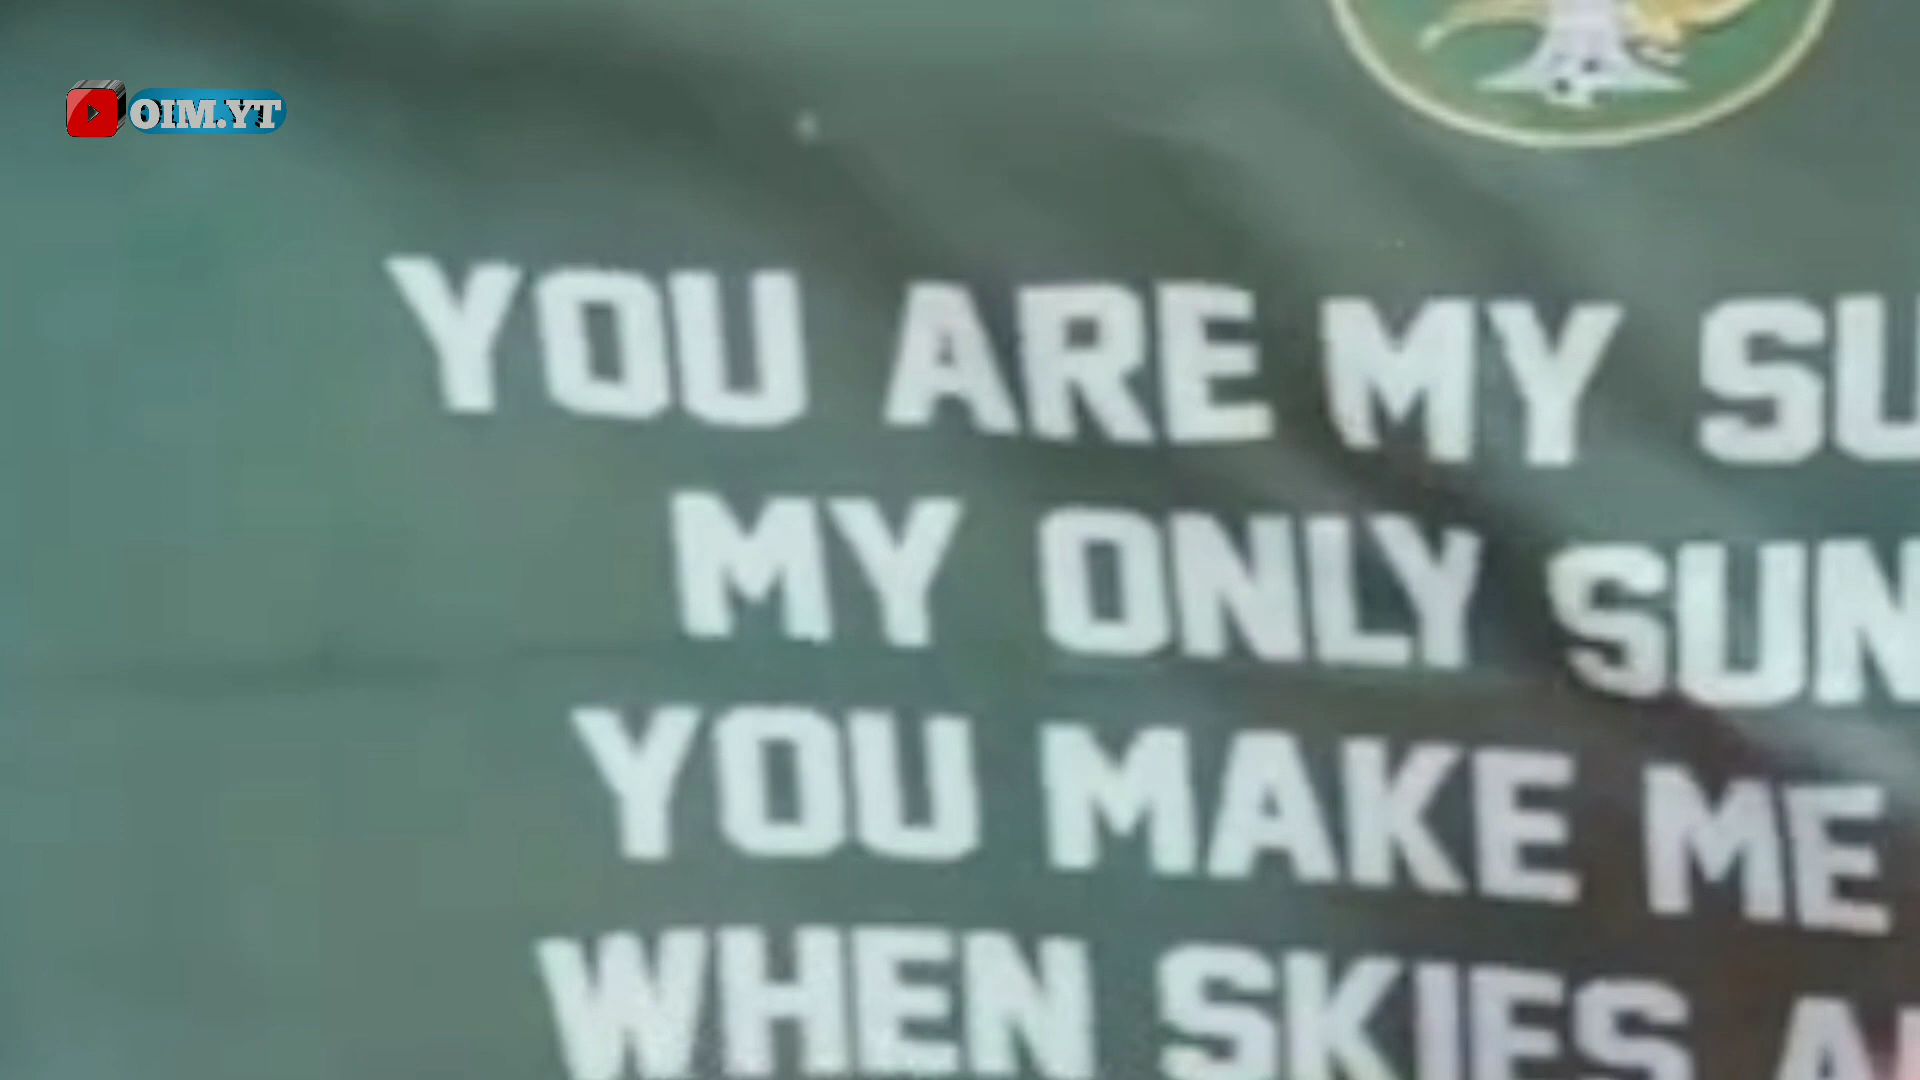 OIM.YT
YOU ARE MY SU
MY ONLY SUN
YOU MAKE ME
WHEN SKIES A